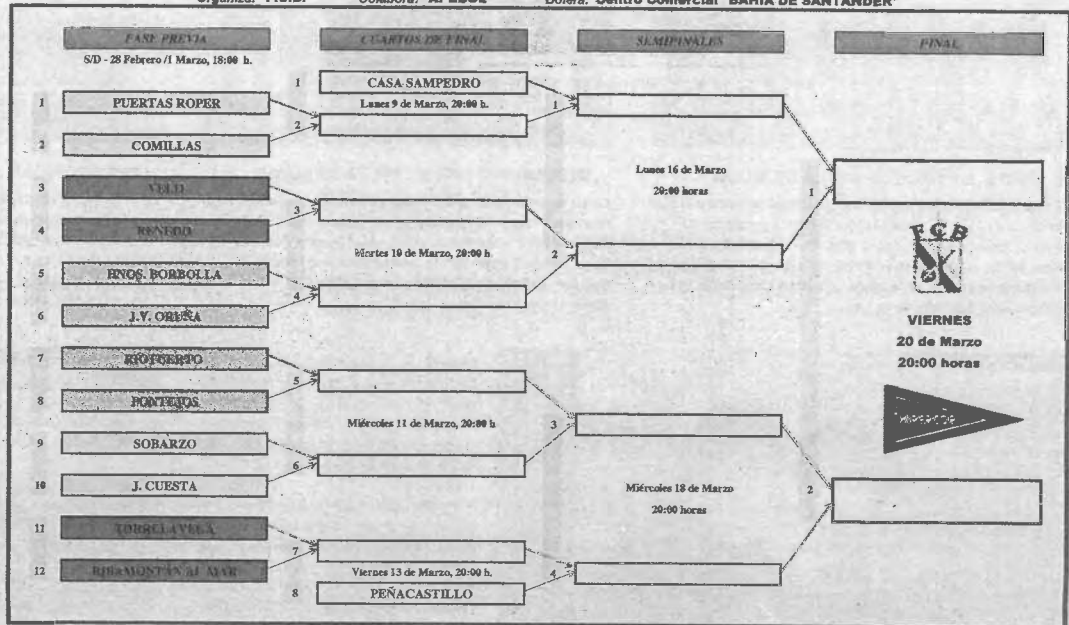 Organiza: F.C.B. Colabora: APEBOL Bolera: Centro Comercial "BAHIA DE SANTANDER"
FASE PREVIA
S/D - 28 Febrero /1 Marzo, 18:00 h.
1 PUERTAS ROPER
2 COMILLAS
3
4 RENEDO
5 HNOS. BORBOLLA
6 J.V. ORUÑA
7 RIOTUERTO
8 PONTEJOS
9 SOBARZO
10 J. CUESTA
11 TORRELAVEGA
12 RIBAMONTÁN AL MAR
CUARTOS DE FINAL
1 CASA SAMPEDRO
Lunes 9 de Marzo, 20:00 h.
2
3
Martes 10 de Marzo, 20:00 h
4
5
Miércoles 11 de Marzo, 20:00 h
6
7
Viernes 13 de Marzo, 20:00 h.
8 PEÑACASTILLO
SEMIFINALES
1
Lunes 16 de Marzo
20:00 horas
2
3
Miércoles 18 de Marzo
20:00 horas
4
FINAL
1
FCB
VIERNES
20 de Marzo
20:00 horas
HIPERCOR
2